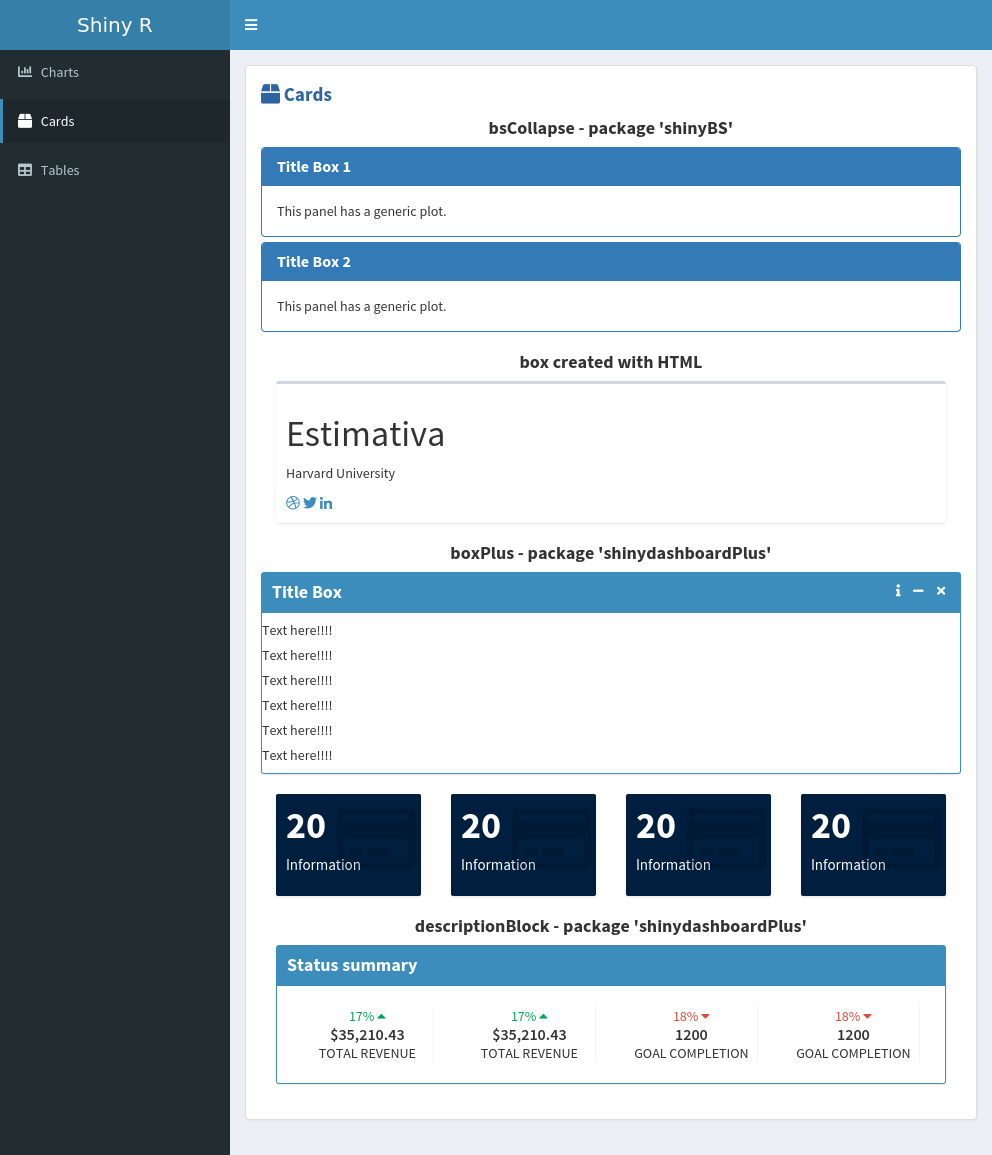 Shiny R
Charts
Cards
Tables
Cards
bsCollapse - package 'shinyBS'
Title Box 1
This panel has a generic plot.
Title Box 2
This panel has a generic plot.
box created with HTML
Estimativa
Harvard University
boxPlus - package 'shinydashboardPlus'
Title Box
Text here!!!!
Text here!!!!
Text here!!!!
Text here!!!!
Text here!!!!
Text here!!!!
20 20 20 20
Information Information Information Information
descriptionBlock - package 'shinydashboardPlus'
Status summary
17% 17% 18% 18%
$35,210.43 $35,210.43 1200 1200
TOTAL REVENUE TOTAL REVENUE GOAL COMPLETION GOAL COMPLETION